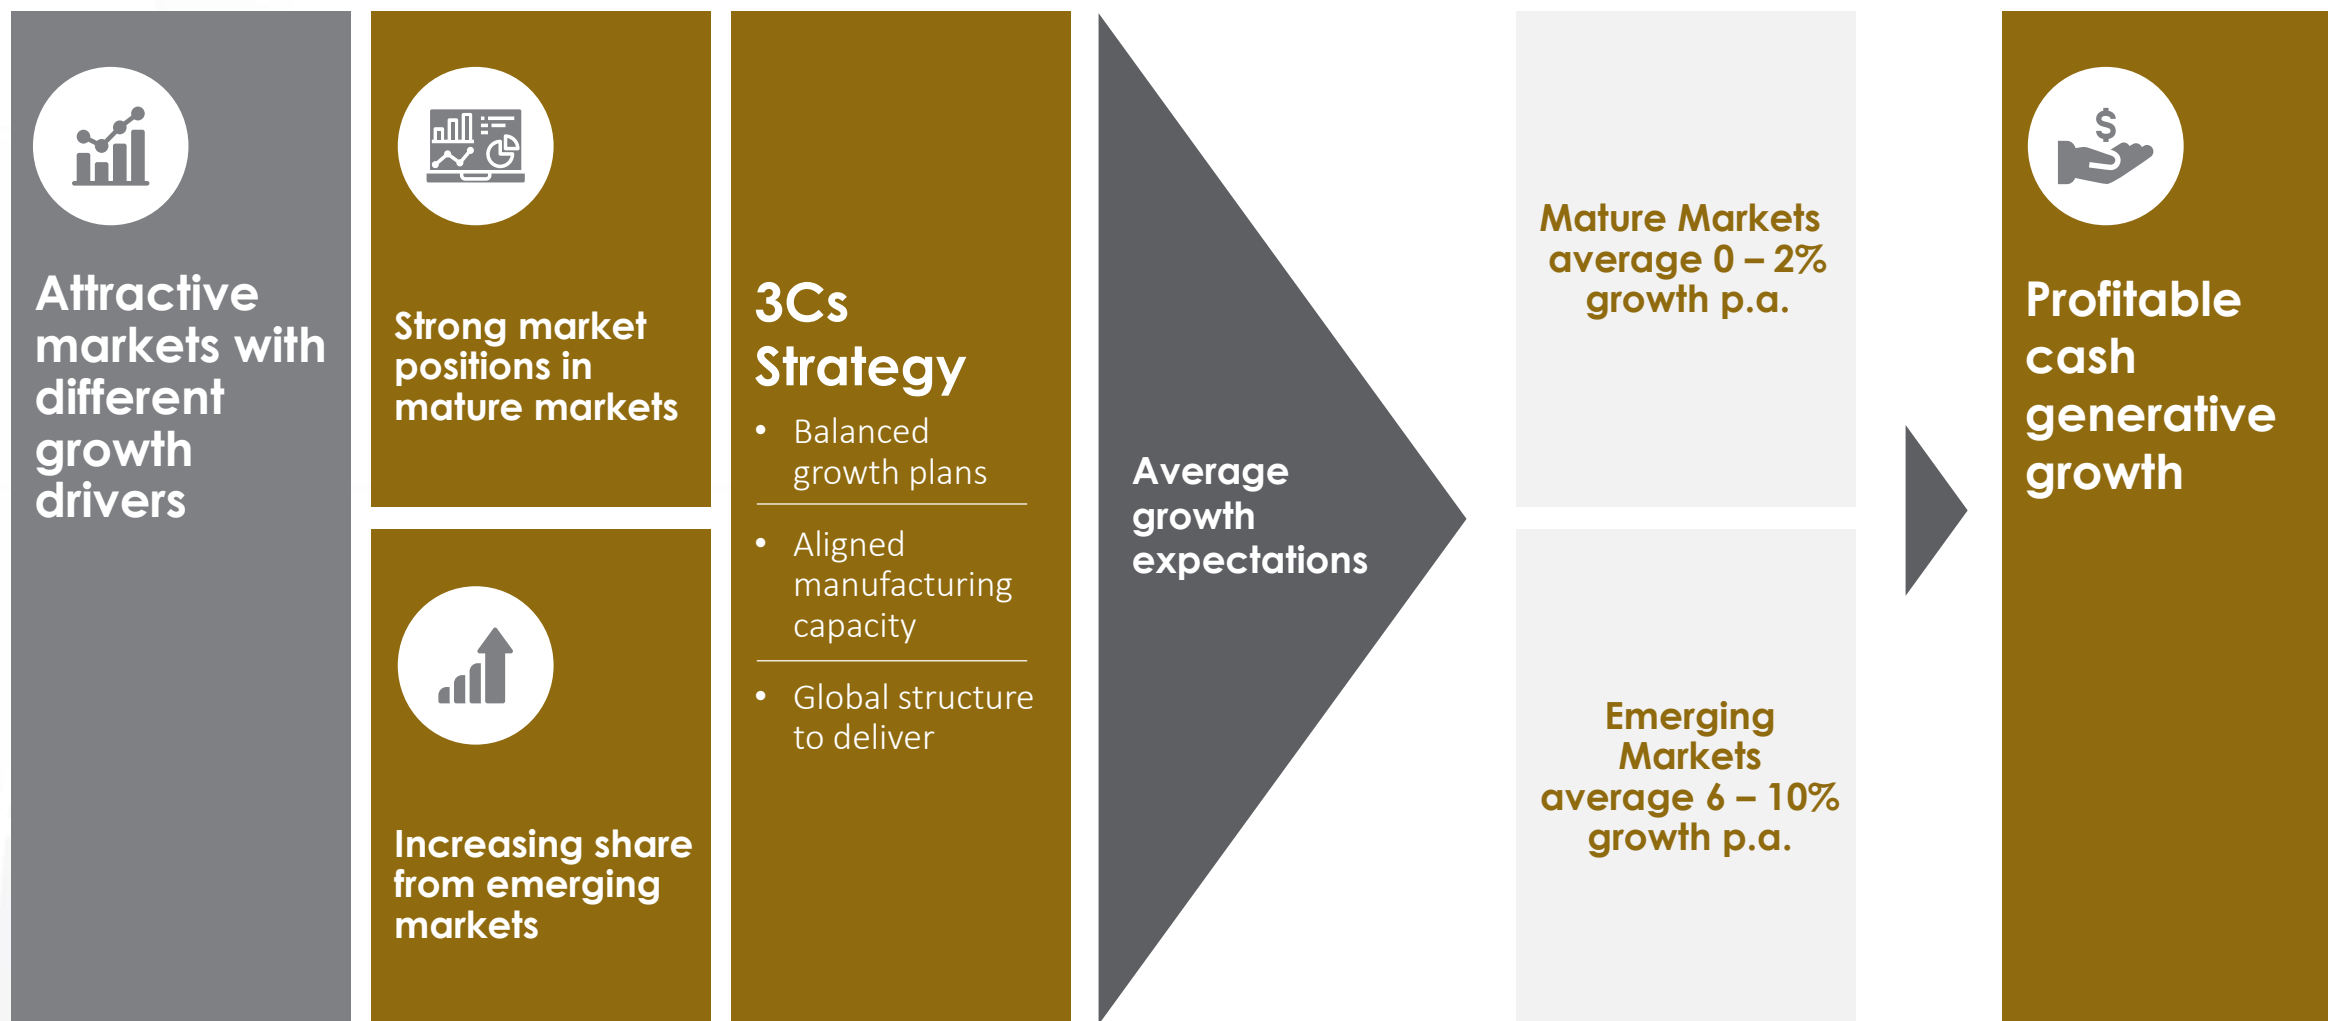 Attractive
markets with
different
growth
drivers
Strong market
positions in
mature markets
Increasing share
from emerging
markets
3Cs
Strategy
• Balanced
growth plans
• Aligned
manufacturing
capacity
• Global structure
to deliver
Average
growth
expectations
Mature Markets
average 0 – 2%
growth p.a.
Emerging
Markets
average 6 – 10%
growth p.a.
$
Profitable
cash
generative
growth